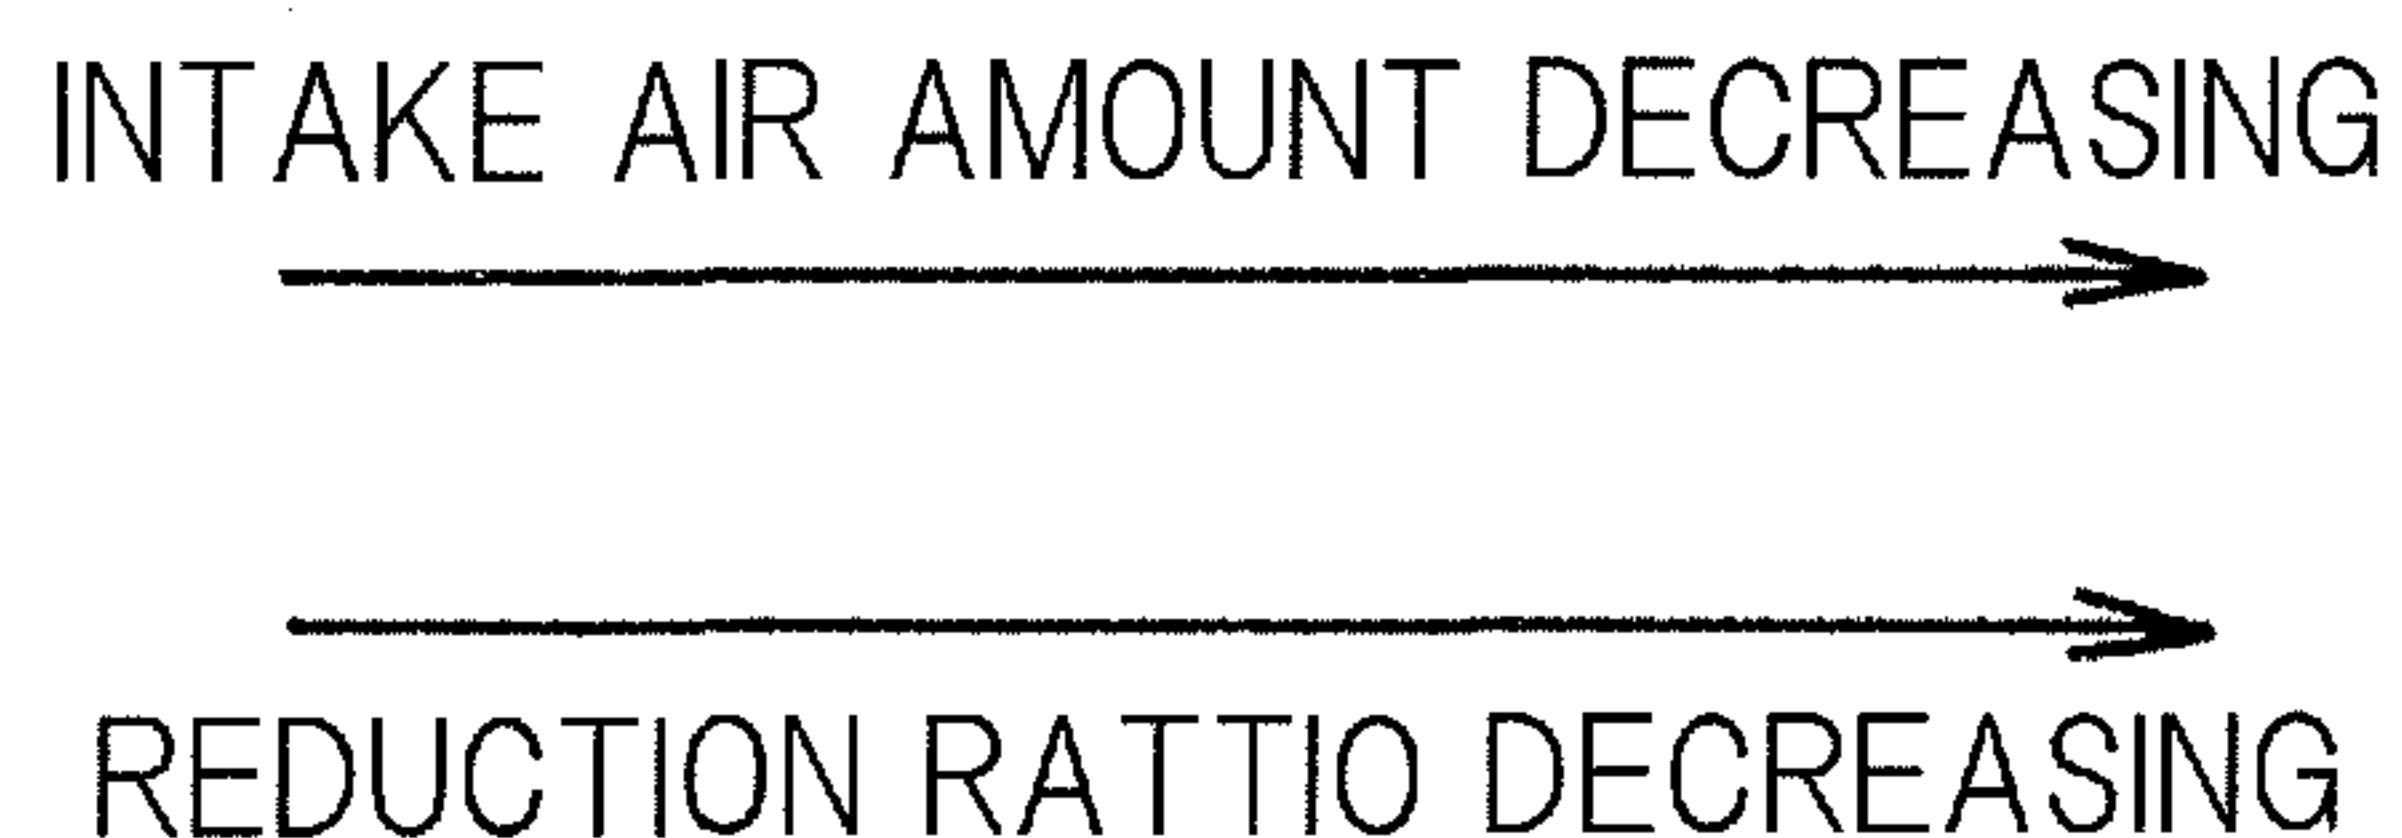 INTAKE AIR AMOUNT DECREASING
REDUCTION RATTIO DECREASING